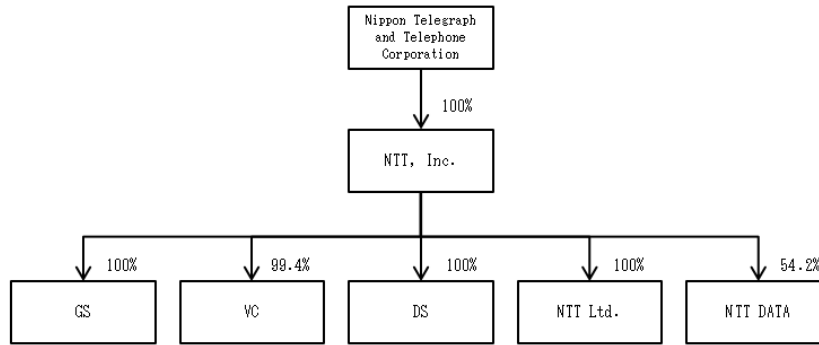 Nippon Telegraph
and Telephone
Corporation
100%
NTT, Inc.
100%
99.4%
100%
100%
54.2%
GS
VC
DS
NTT Ltd.
NTT DATA